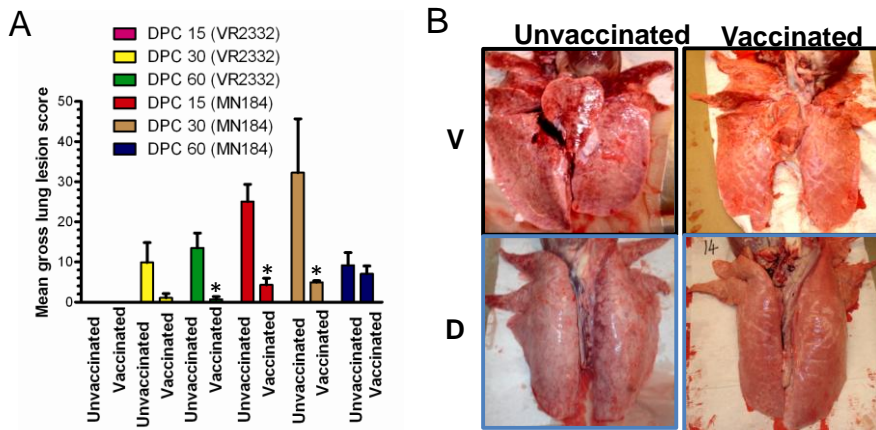 A
DPC 15 (VR2332)
DPC 30 (VR2332)
DPC 60 (VR2332)
DPC 15 (MN184)
DPC 30 (MN184)
DPC 60 (MN184)
Mean gross lung lesion score
50
40
30
20
10
0
* * *
Unvaccinated
Vaccinated
Unvaccinated
Vaccinated
Unvaccinated
Vaccinated
Unvaccinated
Vaccinated
Unvaccinated
Vaccinated
Unvaccinated
Vaccinated
B
Unvaccinated Vaccinated
V
D
14